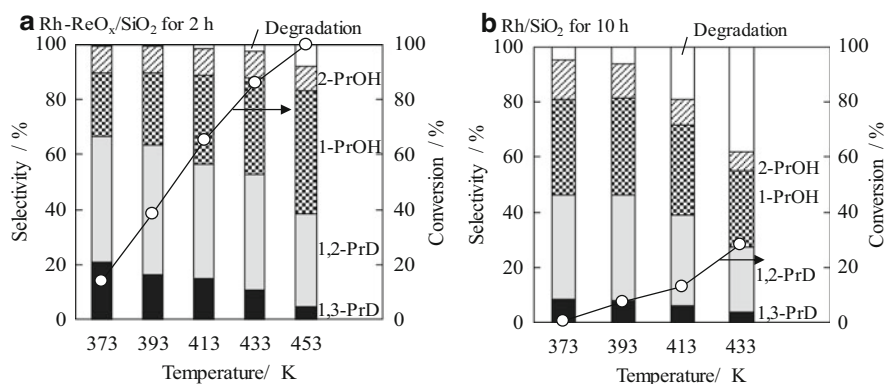 a Rh-ReOₓ/SiO₂ for 2 h
Degradation
100
80
60
40
20
0
Selectivity / %
2-PrOH
1-PrOH
1,2-PrD
1,3-PrD
100
80
60
40
20
0
Conversion / %
373 393 413 433 453
Temperature/ K
b Rh/SiO₂ for 10 h
Degradation
100
80
60
40
20
0
Selectivity / %
2-PrOH
1-PrOH
1,2-PrD
1,3-PrD
100
80
60
40
20
0
Conversion / %
373 393 413 433
Temperature/ K